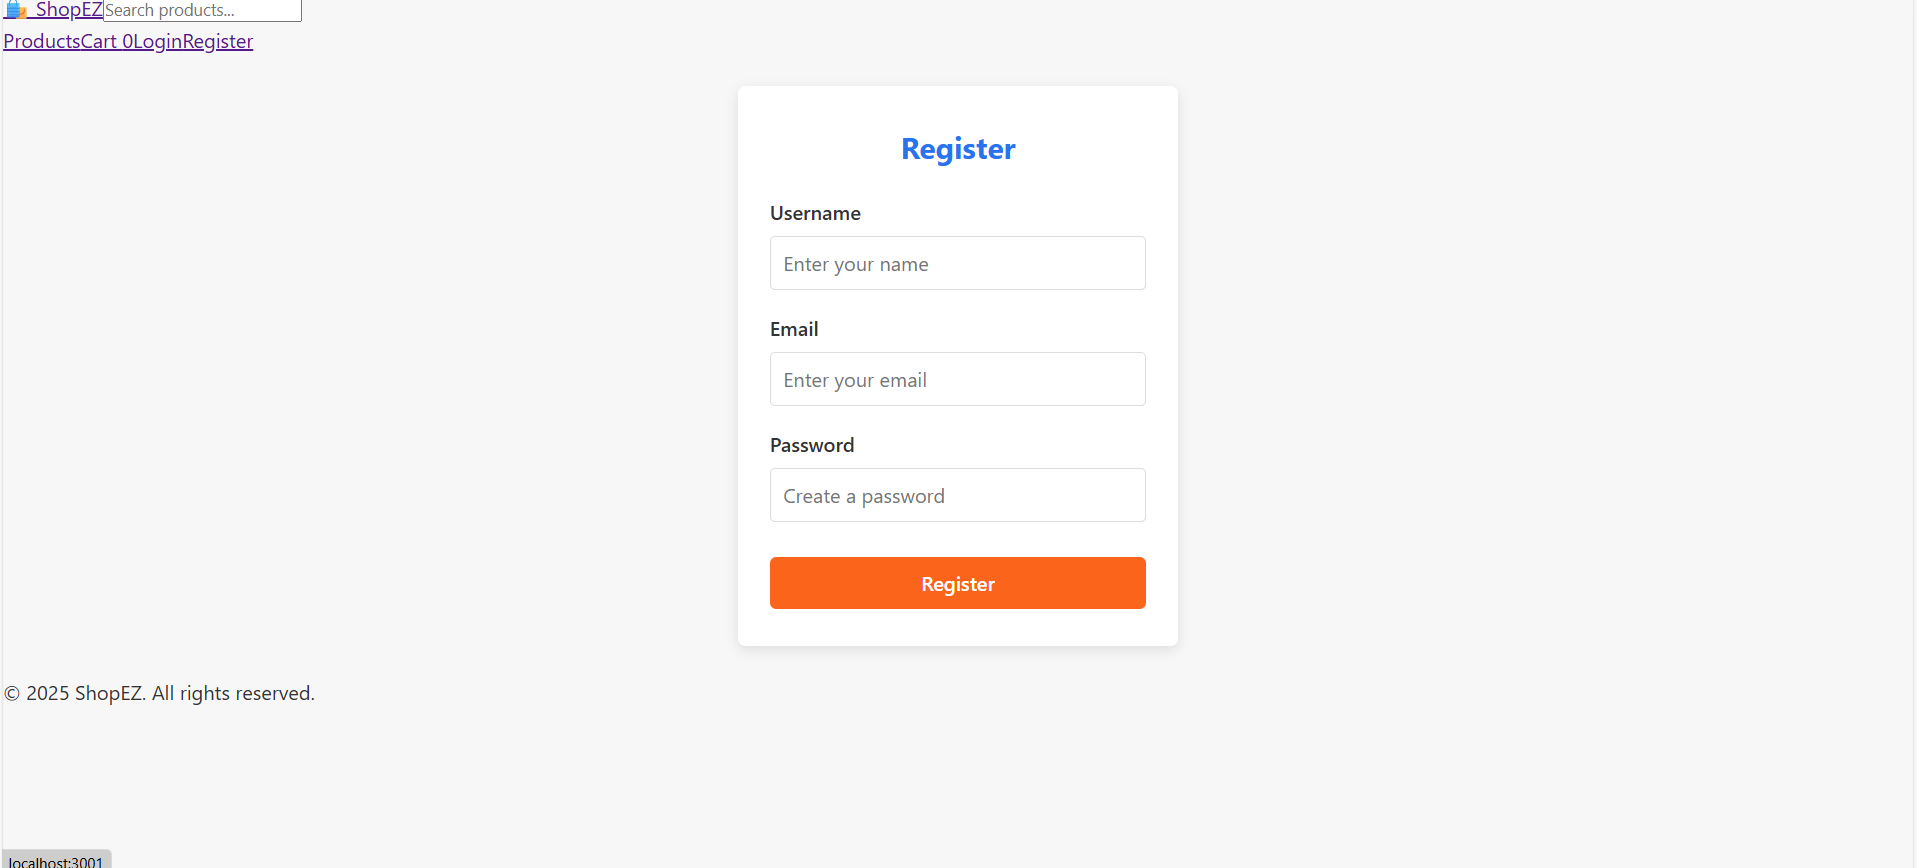 ShopEZ Search products...
ProductsCart 0LoginRegister
Register
Username
Enter your name
Email
Enter your email
Password
Create a password
Register
© 2025 ShopEZ. All rights reserved.
localhost:3001